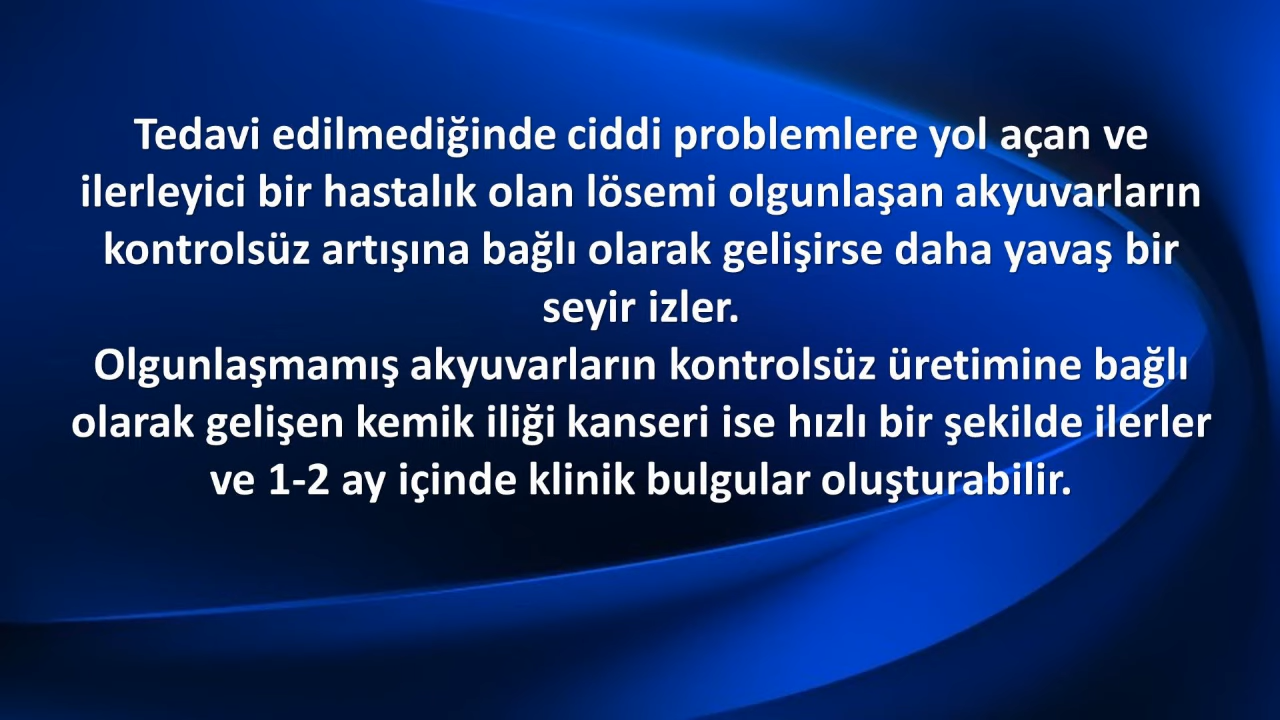 Tedavi edilmediğinde ciddi problemlere yol açan ve
ilerleyici bir hastalık olan lösemi olgunlaşan akyuvarların
kontrolsüz artışına bağlı olarak gelişirse daha yavaş bir
seyir izler.
Olgunlaşmamış akyuvarların kontrolsüz üretimine bağlı
olarak gelişen kemik iliği kanseri ise hızlı bir şekilde ilerler
ve 1-2 ay içinde klinik bulgular oluşturabilir.